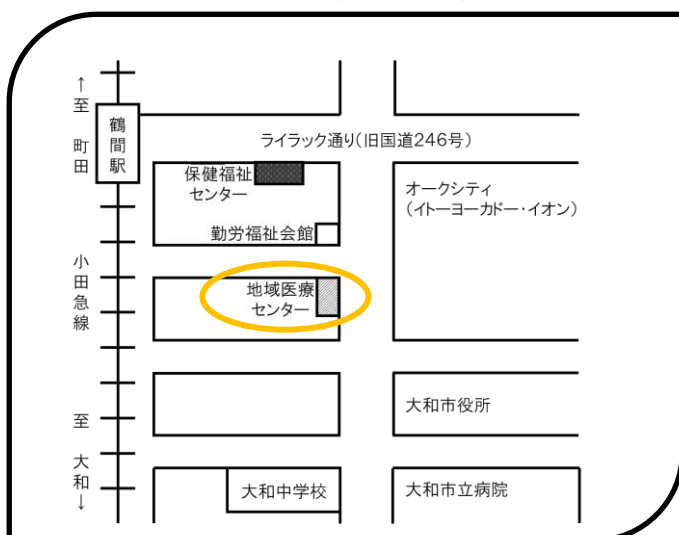 ↑至 町田
鶴間駅
小田急線
至 大和↓
ライラック通り(旧国道246号)
保健福祉
センター
オークシティ
(イトーヨーカドー・イオン)
勤労福祉会館
地域医療
センター
大和市役所
大和中学校
大和市立病院